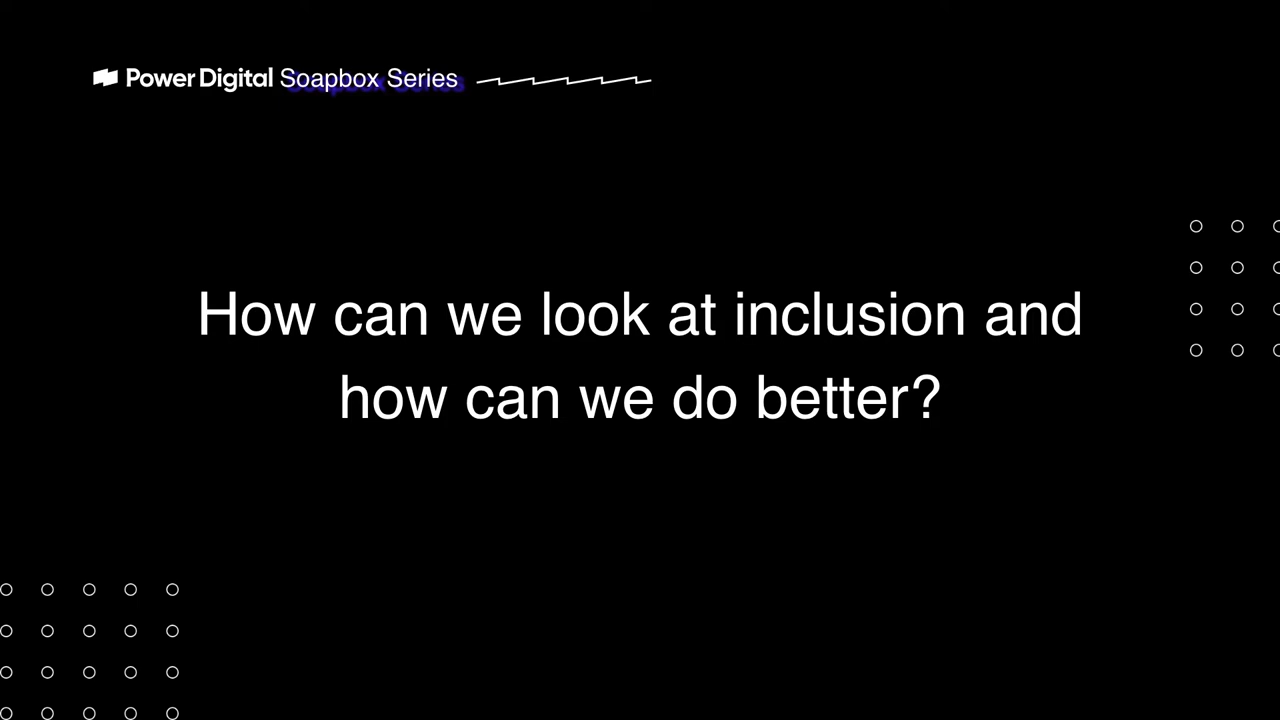 Power Digital Soapbox Series
How can we look at inclusion and
how can we do better?